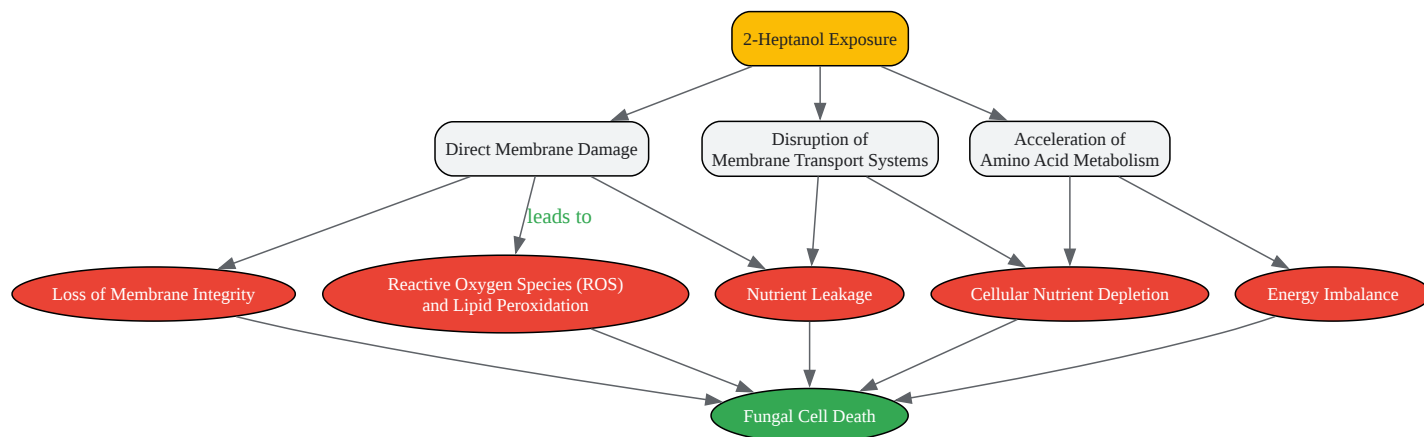 2-Heptanol Exposure
Direct Membrane Damage
Disruption of
Membrane Transport Systems
Acceleration of
Amino Acid Metabolism
leads to
Loss of Membrane Integrity
Reactive Oxygen Species (ROS)
and Lipid Peroxidation
Nutrient Leakage
Cellular Nutrient Depletion
Energy Imbalance
Fungal Cell Death